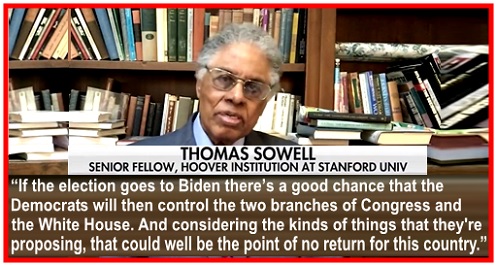 THOMAS SOWELL
SENIOR FELLOW, HOOVER INSTITUTION AT STANFORD UNIV
“If the election goes to Biden there’s a good chance that the
Democrats will then control the two branches of Congress and
the White House. And considering the kinds of things that they're
proposing, that could well be the point of no return for this country.”